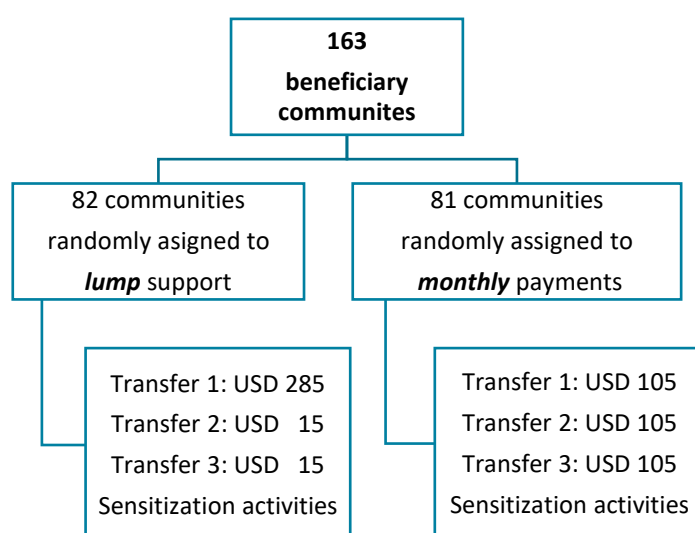 163
beneficiary
communites
82 communities
randomly asigned to
lump support
81 communities
randomly assigned to
monthly payments
Transfer 1: USD 285
Transfer 2: USD   15
Transfer 3: USD   15
Sensitization activities
Transfer 1: USD 105
Transfer 2: USD 105
Transfer 3: USD 105
Sensitization activities